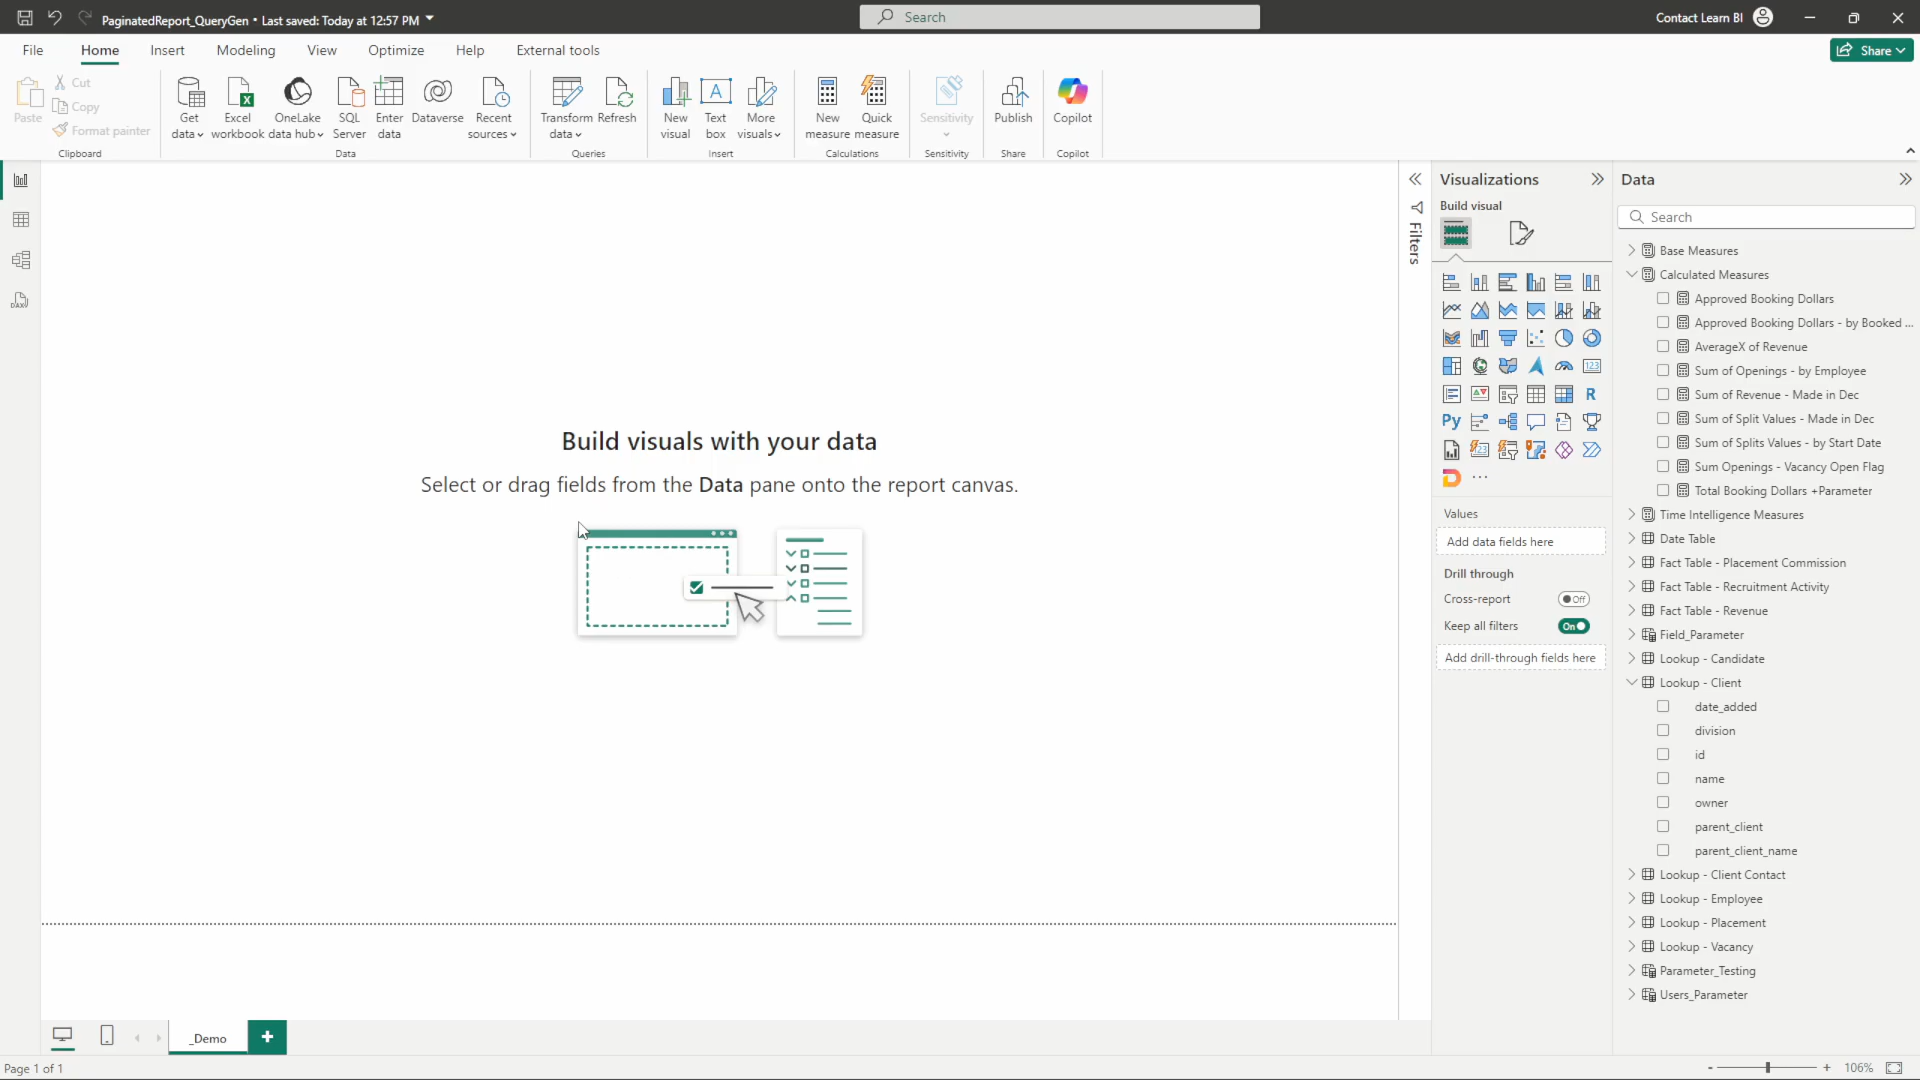 PaginatedReport_QueryGen • Last saved: Today at 12:57 PM
Search
Contact Learn BI
File
Home
Insert
Modeling
View
Optimize
Help
External tools
Share
Paste
Cut
Copy
Format painter
Clipboard
Get data
Excel workbook
OneLake data hub
SQL Server
Enter data
Dataverse
Recent sources
Data
Transform data
Refresh
Queries
New visual
Text box
More visuals
Insert
New measure
Quick measure
Calculations
Sensitivity
Sensitivity
Publish
Share
Copilot
Copilot
Build visuals with your data
Select or drag fields from the Data pane onto the report canvas.
Filters
Visualizations
Build visual
123
R
Py
Values
Add data fields here
Drill through
Cross-report
Off
Keep all filters
On
Add drill-through fields here
Data
Search
Base Measures
Calculated Measures
Approved Booking Dollars
Approved Booking Dollars - by Booked ...
AverageX of Revenue
Sum of Openings - by Employee
Sum of Revenue - Made in Dec
Sum of Split Values - Made in Dec
Sum of Splits Values - by Start Date
Sum Openings - Vacancy Open Flag
Total Booking Dollars +Parameter
Time Intelligence Measures
Date Table
Fact Table - Placement Commission
Fact Table - Recruitment Activity
Fact Table - Revenue
Field_Parameter
Lookup - Candidate
Lookup - Client
date_added
division
id
name
owner
parent_client
parent_client_name
Lookup - Client Contact
Lookup - Employee
Lookup - Placement
Lookup - Vacancy
Parameter_Testing
Users_Parameter
_Demo
Page 1 of 1
106%